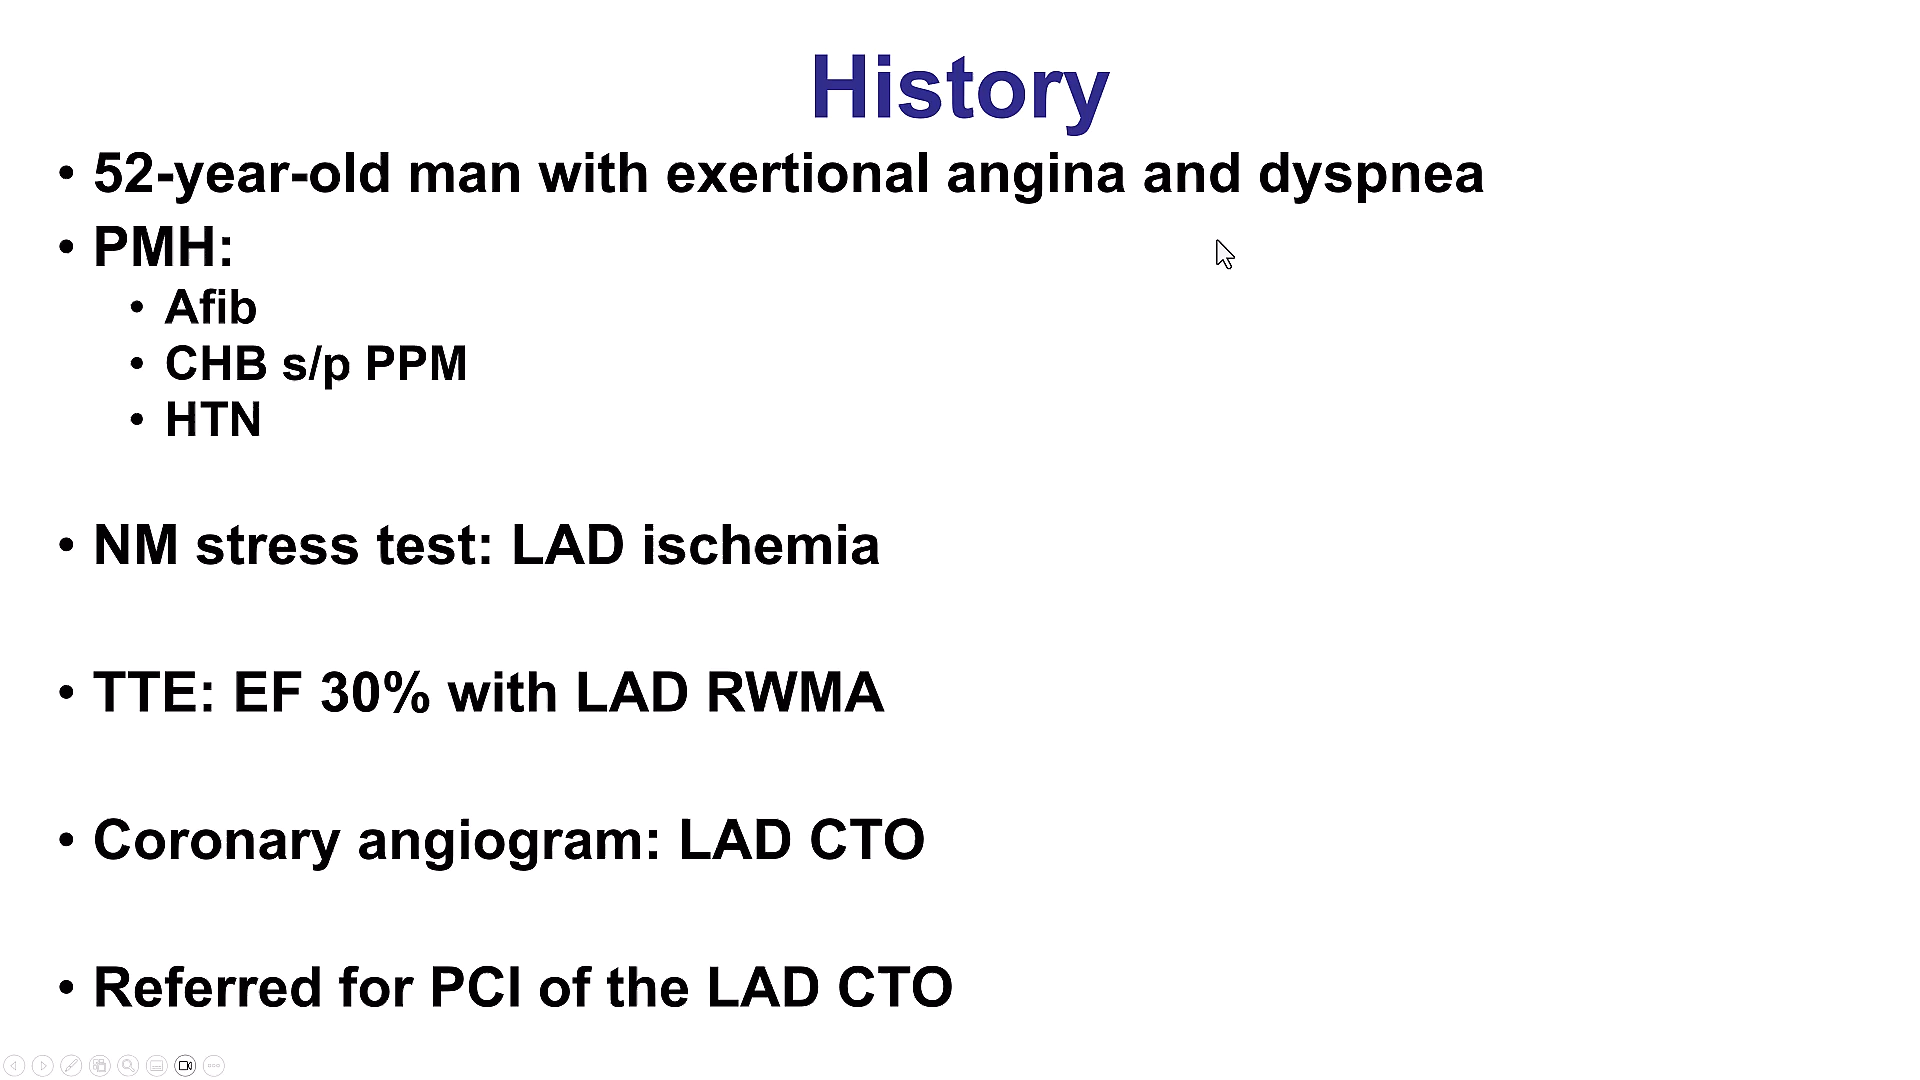 History
• 52-year-old man with exertional angina and dyspnea
• PMH:
• Afib
• CHB s/p PPM
• HTN
• NM stress test: LAD ischemia
• TTE: EF 30% with LAD RWMA
• Coronary angiogram: LAD CTO
• Referred for PCI of the LAD CTO